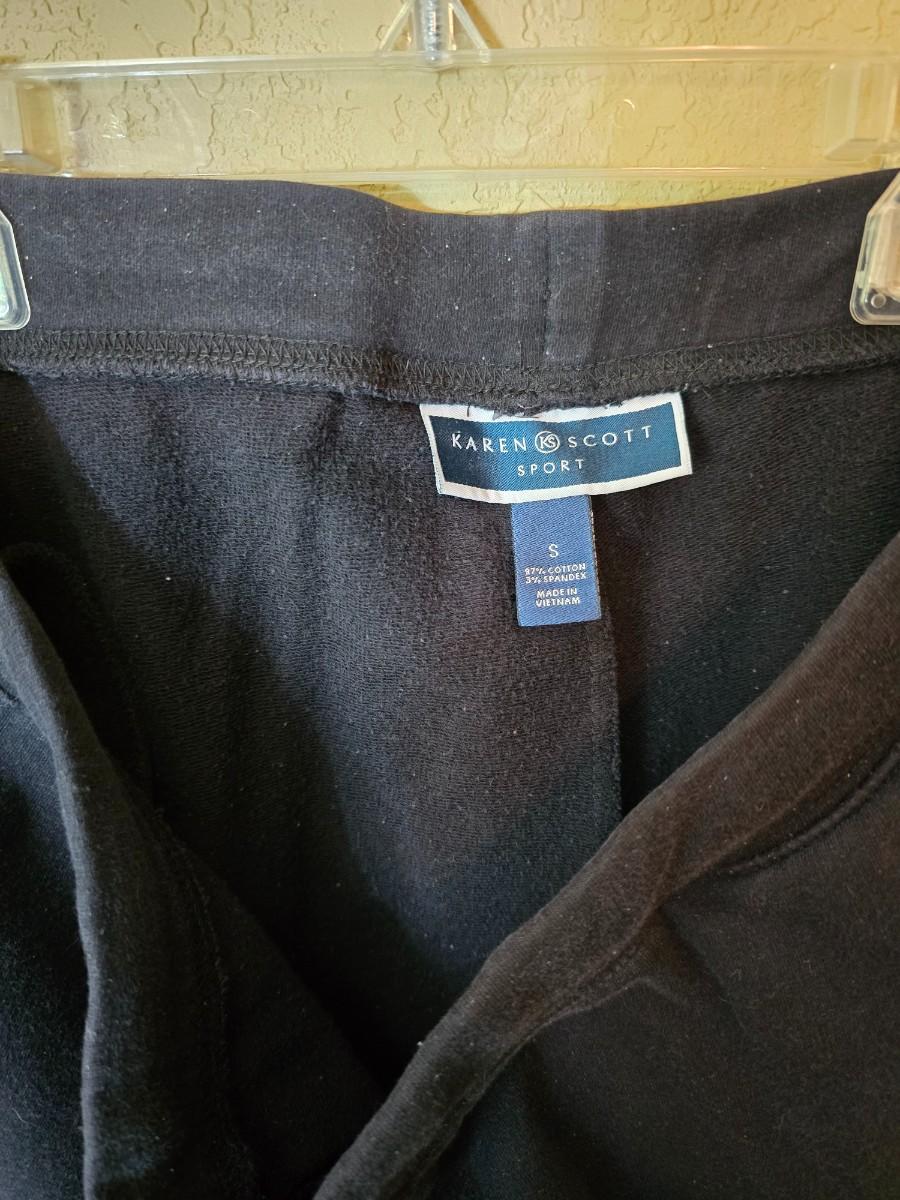 KAREN KS SCOTT
SPORT
S
97% COTTON
3% SPANDEX
MADE IN
VIETNAM